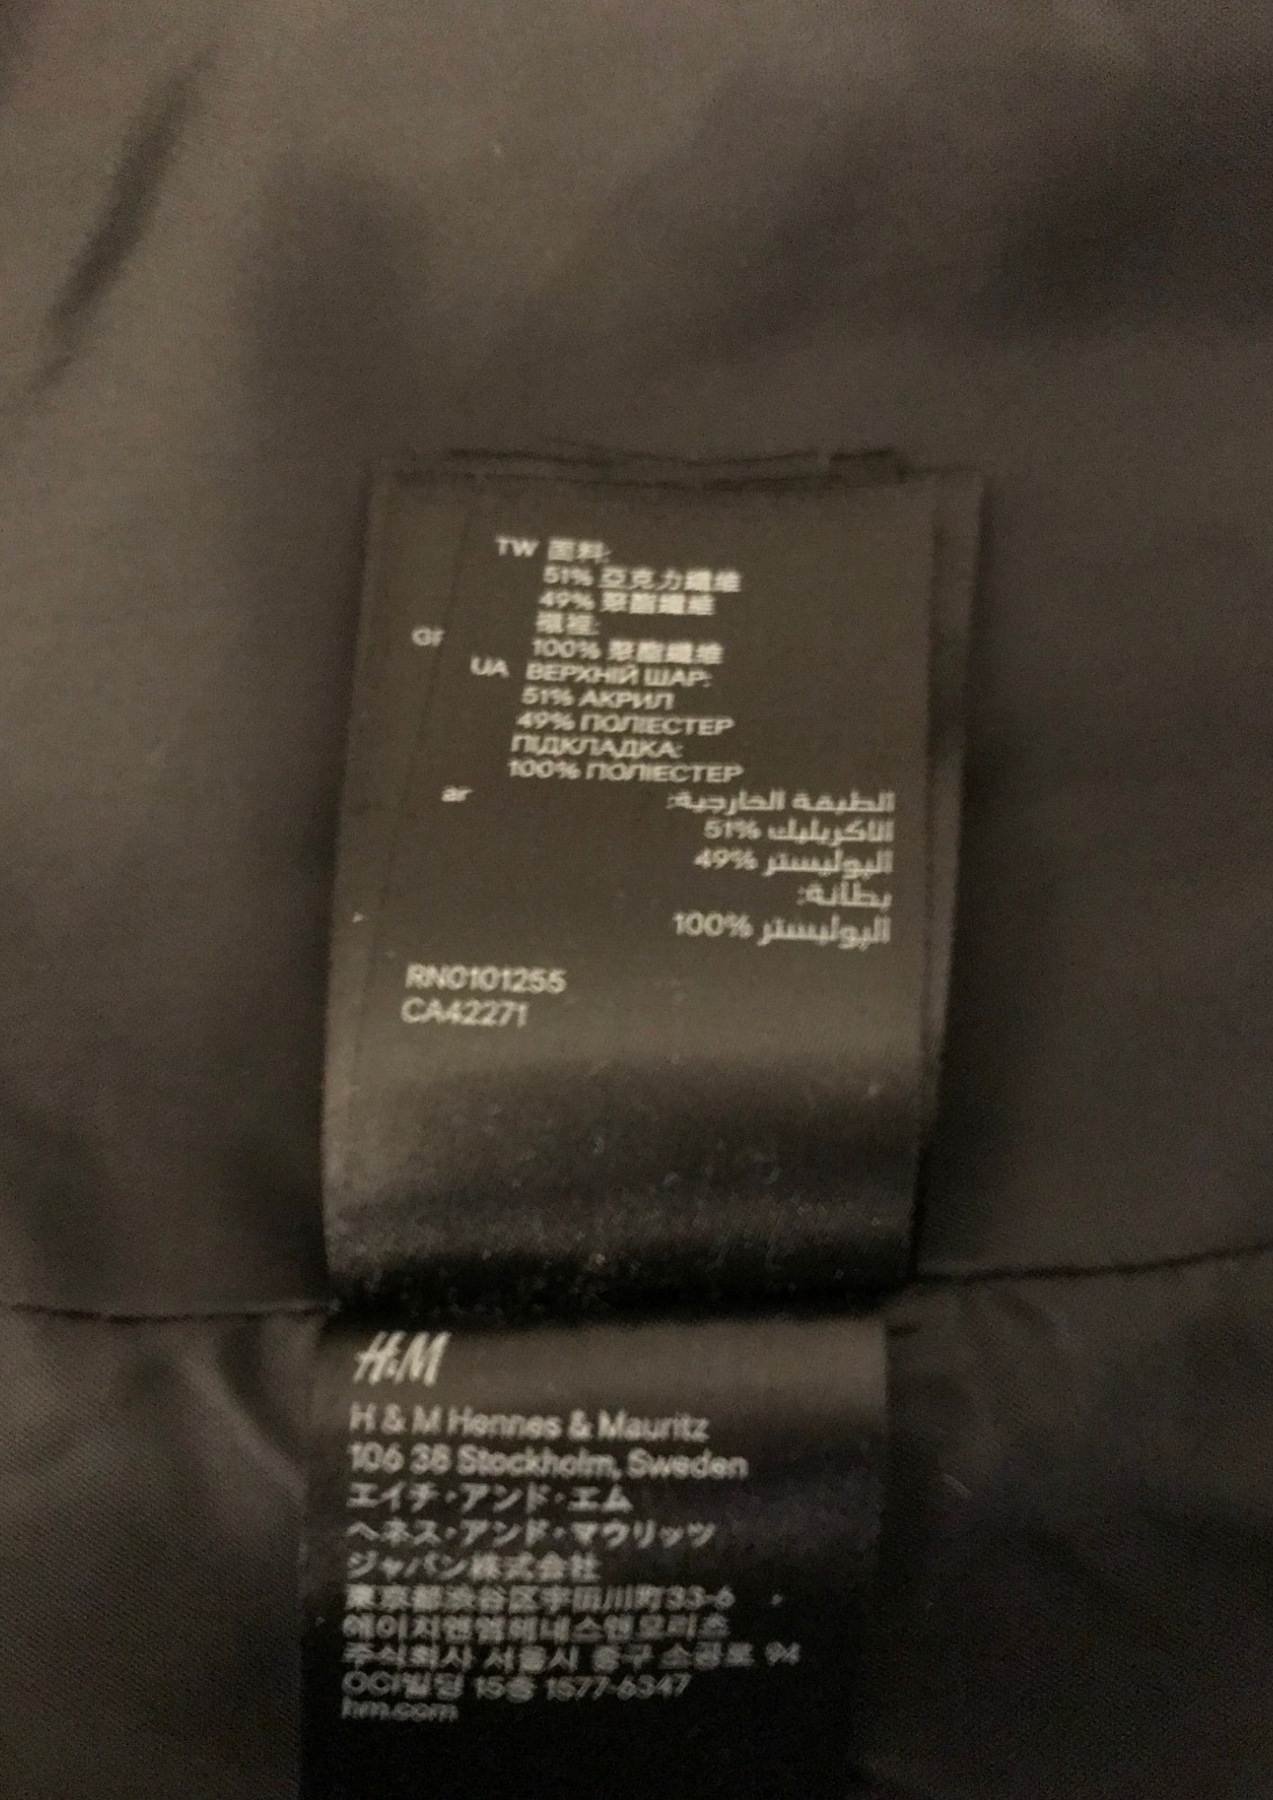 TW 面料:
51% 亞克力纖维
49% 聚酯纖维
襯裡:
100% 聚酯纖维
GR
UA ВЕРХНІЙ ШАР:
51% АКРИЛ
49% ПОЛІЕСТЕР
ПІДКЛАДКА:
100% ПОЛІЕСТЕР
ar الطبقة الخارجية:
الاكريليك 51%
البوليستر 49%
بطانة:
البوليستر 100%
RN0101255
CA42271
H&M
H & M Hennes & Mauritz
106 38 Stockholm, Sweden
エイチ・アンド・エム
ヘネス・アンド・マウリッツ
ジャパン株式会社
東京都渋谷区宇田川町33-6
에이치앤엠헤네스앤모리츠
주식회사 서울시 중구 소공로 94
OCI빌딩 15층 1577-6347
hm.com